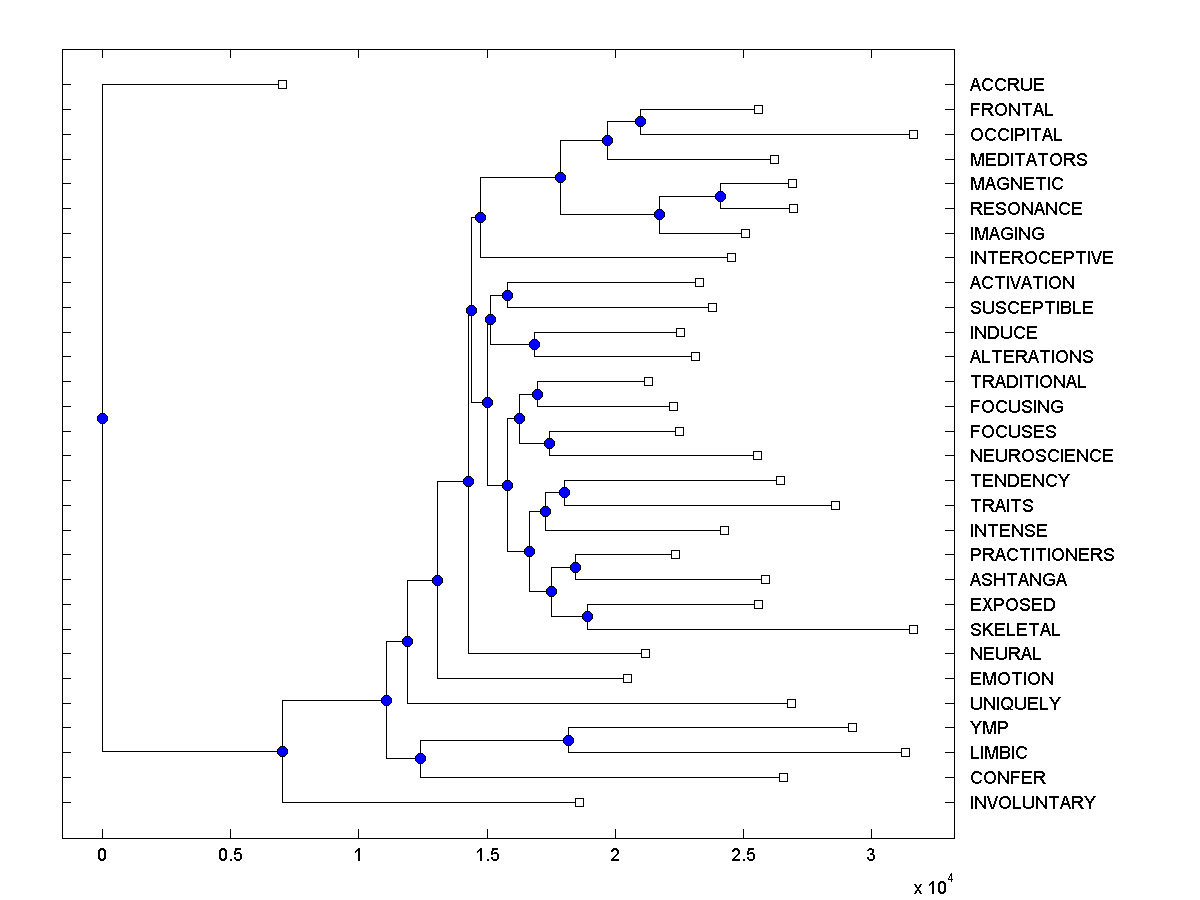 ACCRUE
FRONTAL
OCCIPITAL
MEDITATORS
MAGNETIC
RESONANCE
IMAGING
INTEROCEPTIVE
ACTIVATION
SUSCEPTIBLE
INDUCE
ALTERATIONS
TRADITIONAL
FOCUSING
FOCUSES
NEUROSCIENCE
TENDENCY
TRAITS
INTENSE
PRACTITIONERS
ASHTANGA
EXPOSED
SKELETAL
NEURAL
EMOTION
UNIQUELY
YMP
LIMBIC
CONFER
INVOLUNTARY
0 0.5 1 1.5 2 2.5 3
x 10^4